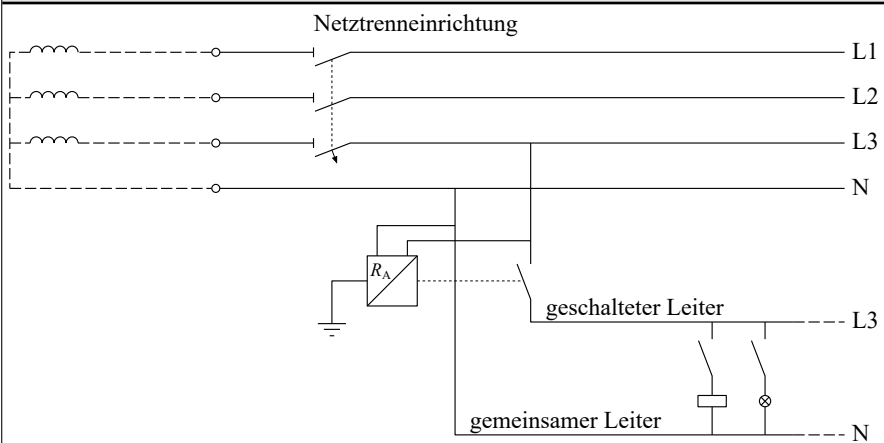 Netztrenneinrichtung
L1
L2
L3
N
RA
geschalteter Leiter
L3
gemeinsamer Leiter
N